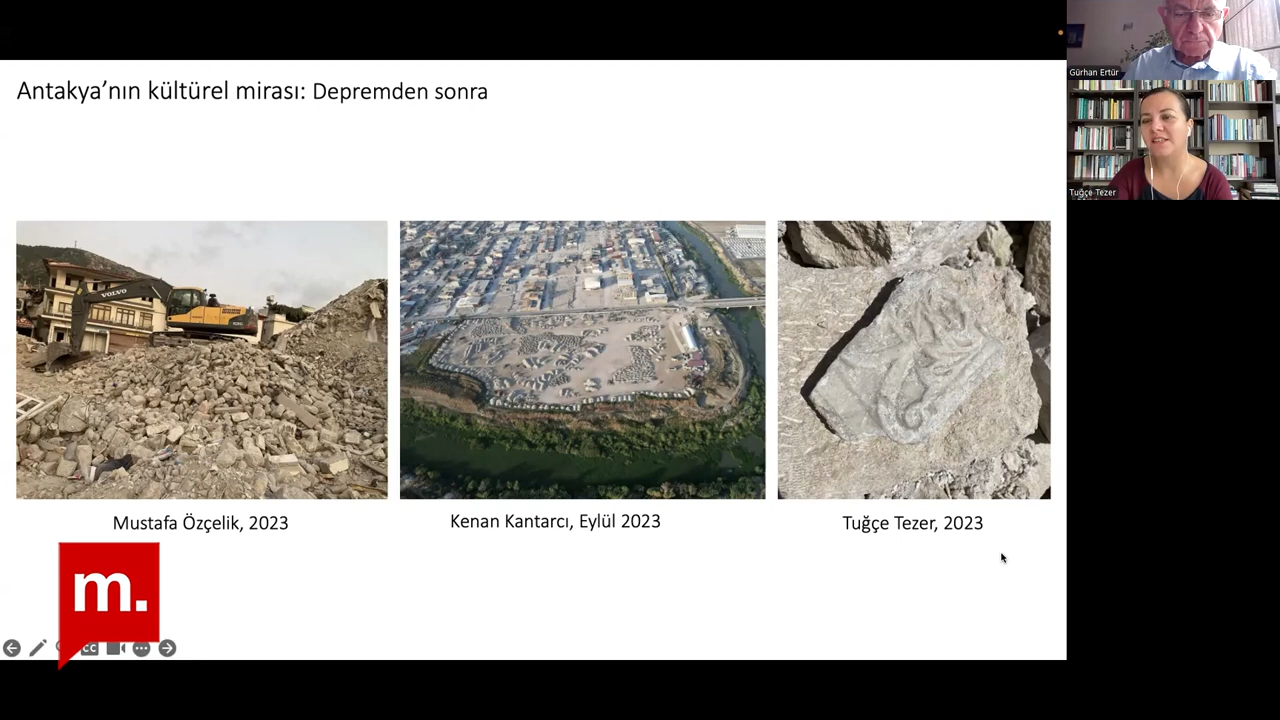 Antakya’nın kültürel mirası: Depremden sonra
Gürhan Ertür
Tuğçe Tezer
VOLVO
Mustafa Özçelik, 2023
Kenan Kantarcı, Eylül 2023
Tuğçe Tezer, 2023
m.
CC